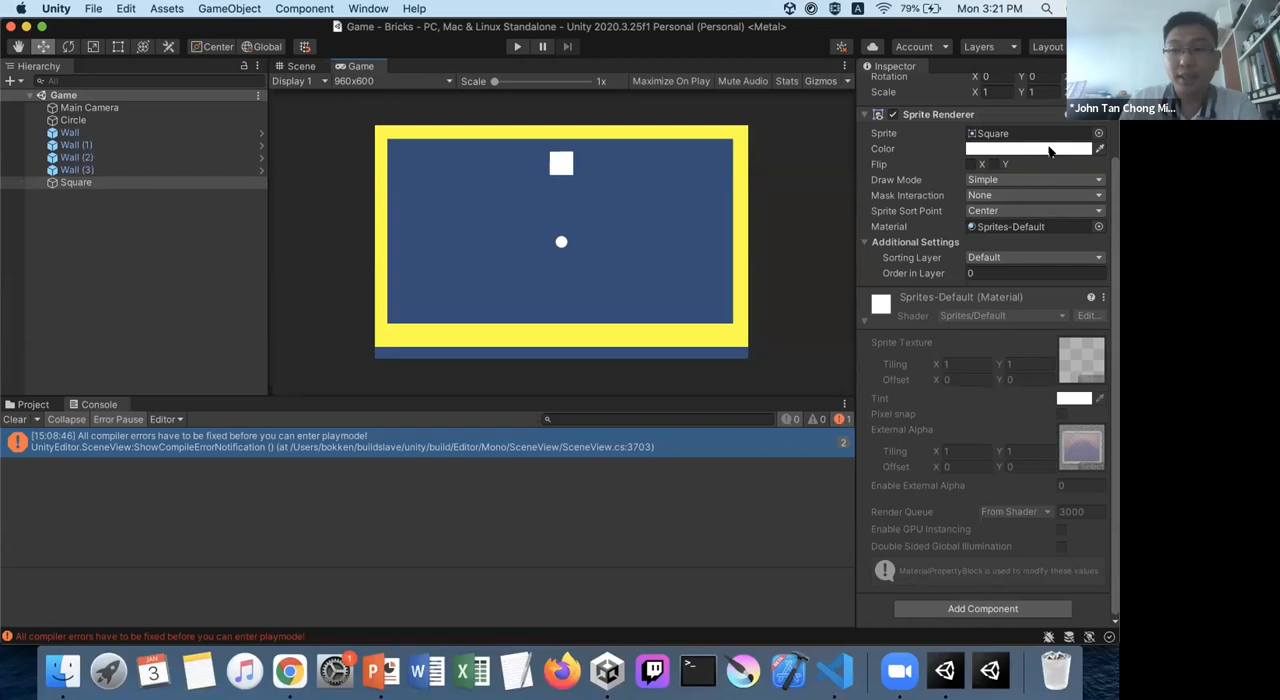 Unity File Edit Assets GameObject Component Window Help
79% Mon 3:21 PM
Game - Bricks - PC, Mac & Linux Standalone - Unity 2020.3.25f1 Personal (Personal) <Metal>
Center Global Account Layers Layout
Hierarchy Scene Game Inspector
All Display 1 960x600 Scale 1x Maximize On Play Mute Audio Stats Gizmos
Rotation X 0 Y 0
Scale X 1 Y 1
*John Tan Chong Mi...
Game
Main Camera
Circle
Wall
Wall (1)
Wall (2)
Wall (3)
Square
Sprite Renderer
Sprite Square
Color
Flip X Y
Draw Mode Simple
Mask Interaction None
Sprite Sort Point Center
Material Sprites-Default
Additional Settings
Sorting Layer Default
Order in Layer 0
Sprites-Default (Material)
Shader Sprites/Default Edit...
Sprite Texture
Tiling X 1 Y 1
Offset X 0 Y 0
Tint
Pixel snap
External Alpha
Tiling X 1 Y 1
Offset X 0 Y 0
Select
Enable External Alpha 0
Render Queue From Shader 3000
Enable GPU Instancing
Double Sided Global Illumination
MaterialPropertyBlock is used to modify these values
Add Component
Project Console
Clear Collapse Error Pause Editor 0 0 1
[15:08:46] All compiler errors have to be fixed before you can enter playmode!
UnityEditor.SceneView:ShowCompileErrorNotification () (at /Users/bokken/buildslave/unity/build/Editor/Mono/SceneView/SceneView.cs:3703)
2
All compiler errors have to be fixed before you can enter playmode!
JAN
3
1